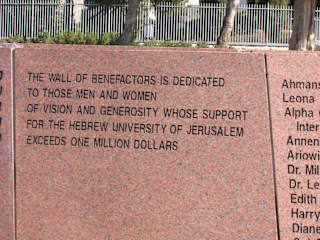 THE WALL OF BENEFACTORS IS DEDICATED
TO THOSE MEN AND WOMEN
OF VISION AND GENEROSITY WHOSE SUPPORT
FOR THE HEBREW UNIVERSITY OF JERUSALEM
EXCEEDS ONE MILLION DOLLARS
Ahmans
Leona
Alpha
Inter
Annen
Ariowi
Dr. Mil
Dr. Le
Edith
Harry
Diane